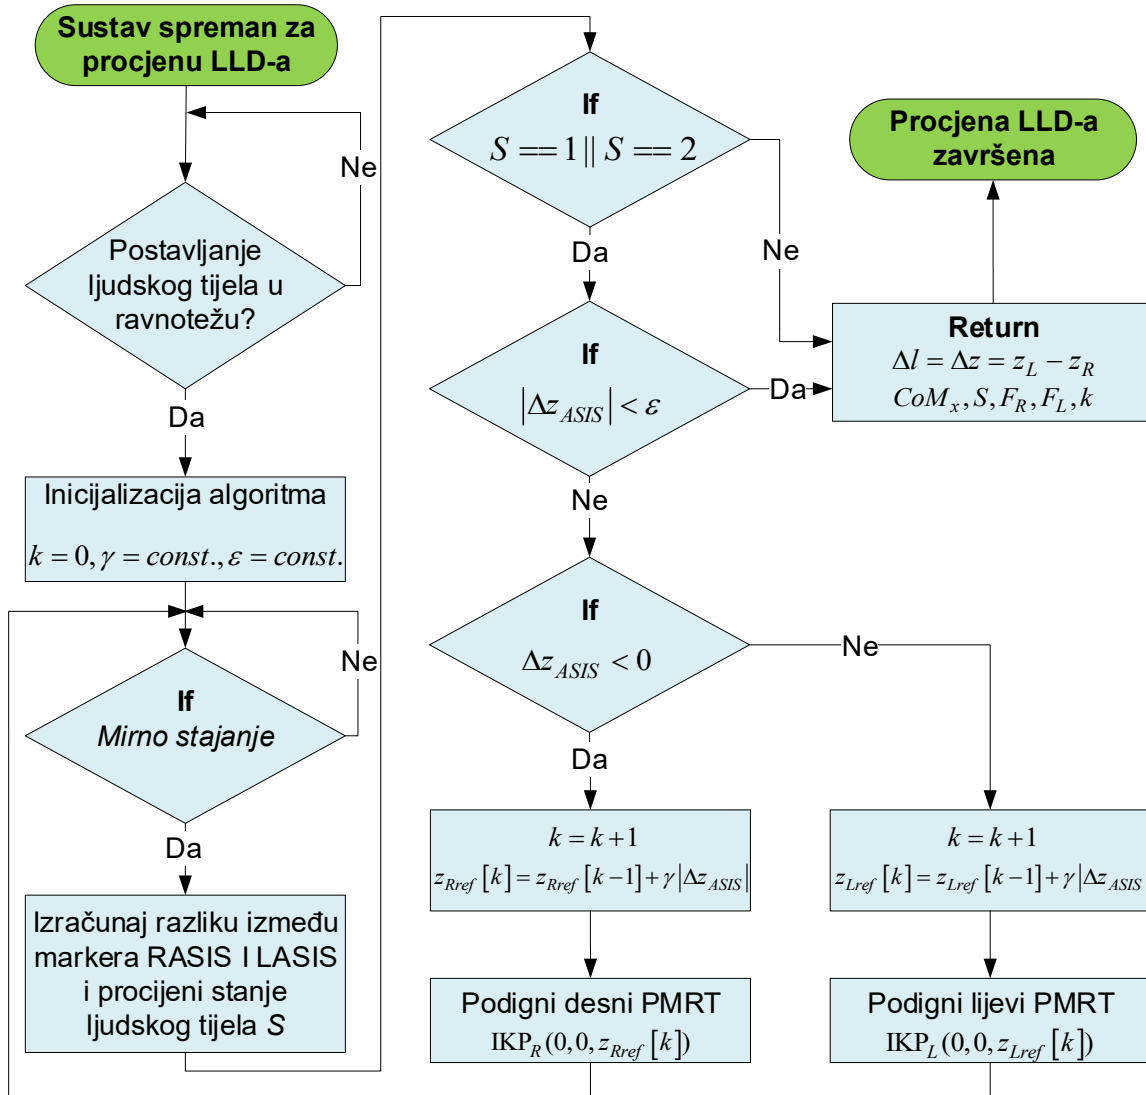 Sustav spreman za
procjenu LLD-a
Ne
Postavljanje
ljudskog tijela u
ravnotežu?
Da
Inicijalizacija algoritma
k = 0, γ = const., ε = const.
Ne
If
Mirno stajanje
Da
Izračunaj razliku između
markera RASIS I LASIS
i procijeni stanje
ljudskog tijela S
If
S == 1 || S == 2
Da
Ne
If
|Δz_ASIS| < ε
Da
Ne
If
Δz_ASIS < 0
Ne
Da
k = k + 1
z_Rref [k] = z_Rref [k − 1] + γ |Δz_ASIS|
Podigni desni PMRT
IKP_R (0, 0, z_Rref [k])
Procjena LLD-a
završena
Return
Δl = Δz = z_L − z_R
CoM_x, S, F_R, F_L, k
k = k + 1
z_Lref [k] = z_Lref [k − 1] + γ |Δz_ASIS
Podigni lijevi PMRT
IKP_L (0, 0, z_Lref [k])